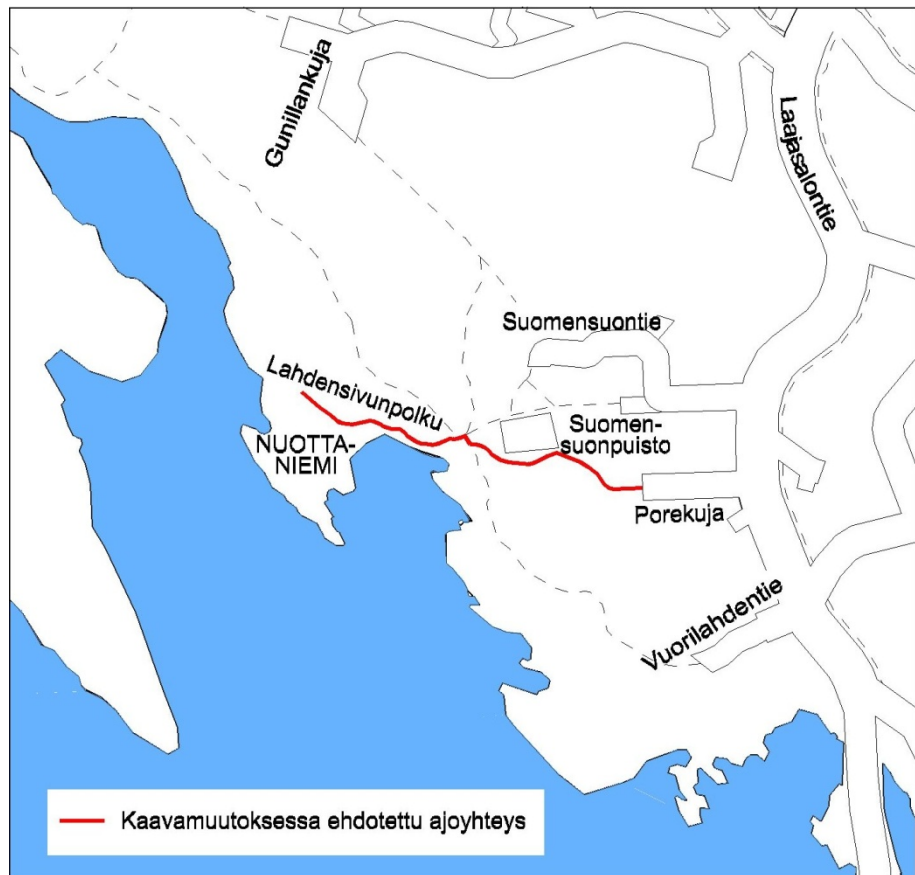 Gunillankuja
Laajasalontie
Suomensuontie
Lahdensivunpolku
NUOTTA-
NIEMI
Suomen-
suonpuisto
Porekuja
Vuorilahdentie
Kaavamuutoksessa ehdotettu ajoyhteys